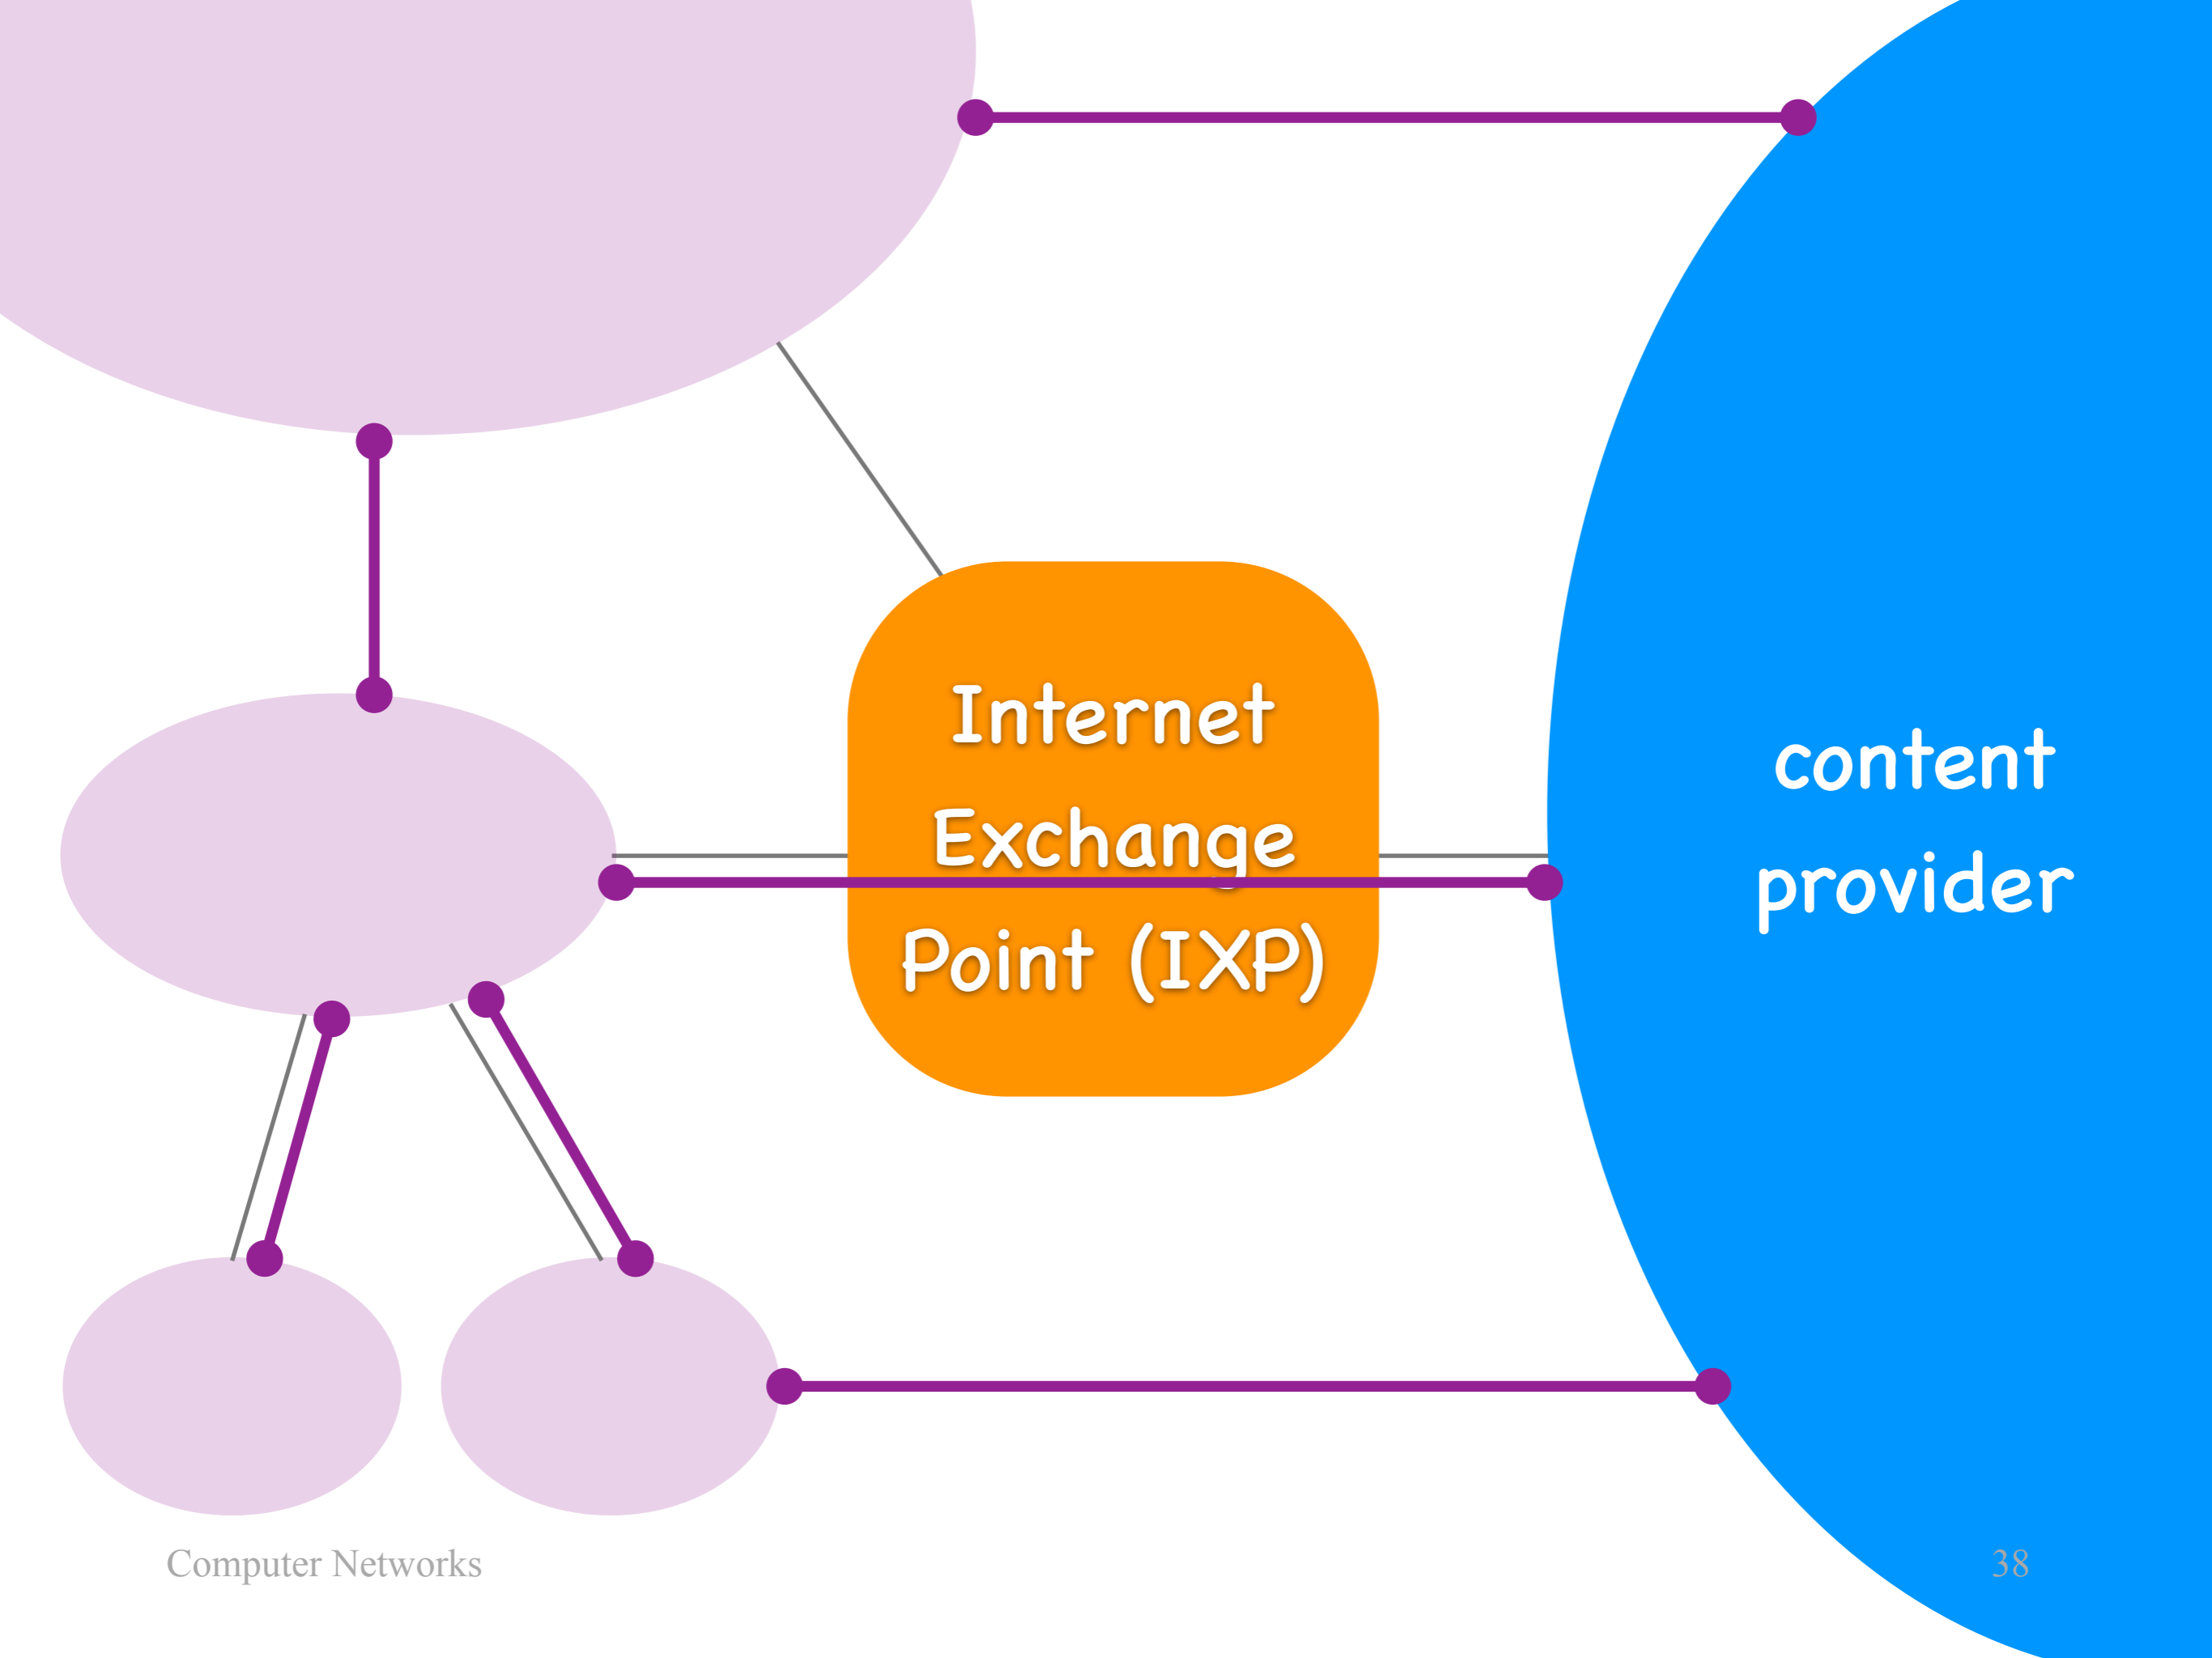 Internet
Exchange
Point (IXP)
content
provider
Computer Networks
38